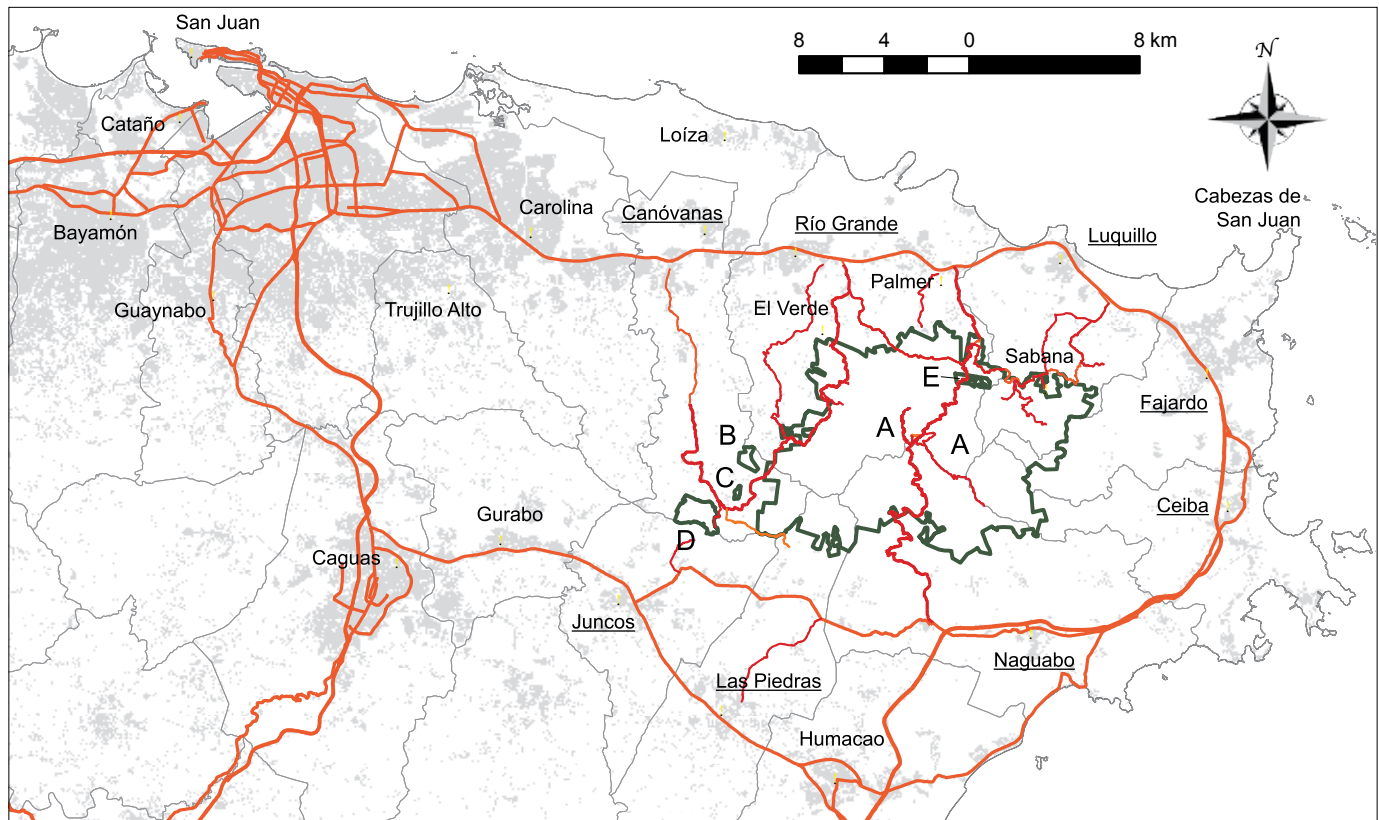 San Juan
8 4 0 8 km
N
Cataño
Loíza
Cabezas de
San Juan
Carolina
Canóvanas
Río Grande
Luquillo
Bayamón
Palmer
Guaynabo
Trujillo Alto
El Verde
Sabana
E
Fajardo
B
A
A
C
Gurabo
Ceiba
D
Caguas
Juncos
Naguabo
Las Piedras
Humacao